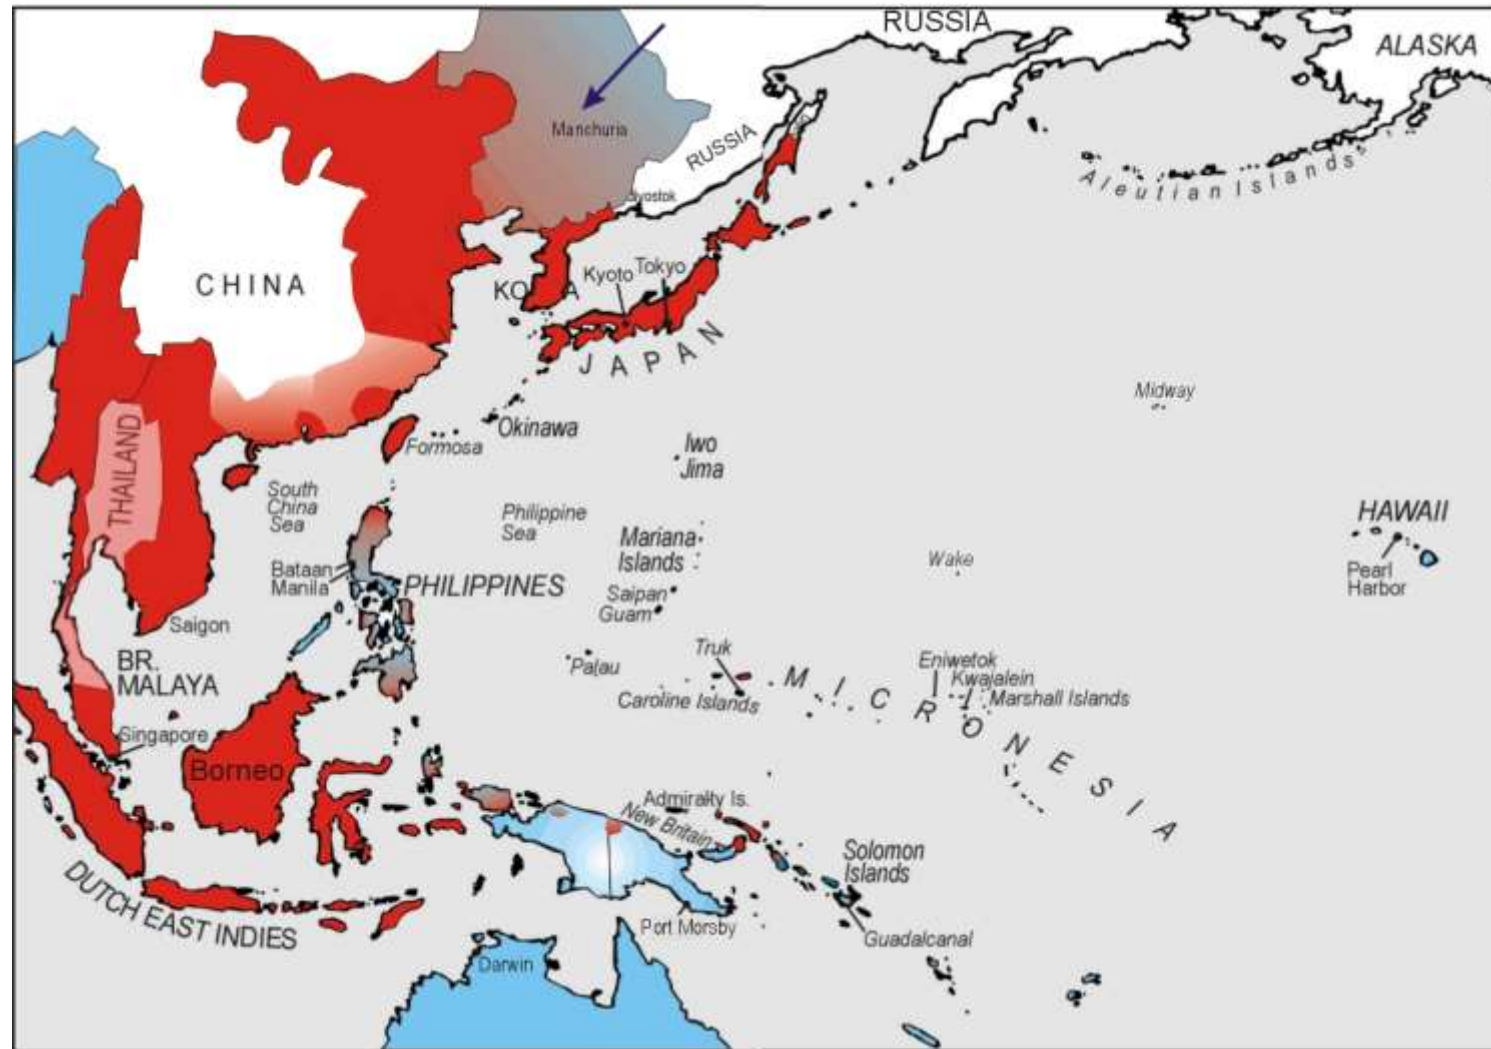 RUSSIA
ALASKA
Manchuria
RUSSIA
Aleutian Islands
CHINA
Kyoto
Tokyo
JAPAN
Midway
THAILAND
Formosa
Okinawa
Iwo
Jima
South
China
Sea
Philippine
Sea
Mariana
Islands
HAWAII
Wake
Pearl
Harbor
Bataan
Manila
PHILIPPINES
Saipan
Guam
Saigon
BR.
MALAYA
Palau
Truk
Caroline Islands
MICRONESIA
Eniwetok
Kwajalein
Marshall Islands
Singapore
Borneo
Admiralty Is.
New Britain
Solomon
Islands
DUTCH EAST INDIES
Port Morsby
Guadalcanal
Darwin